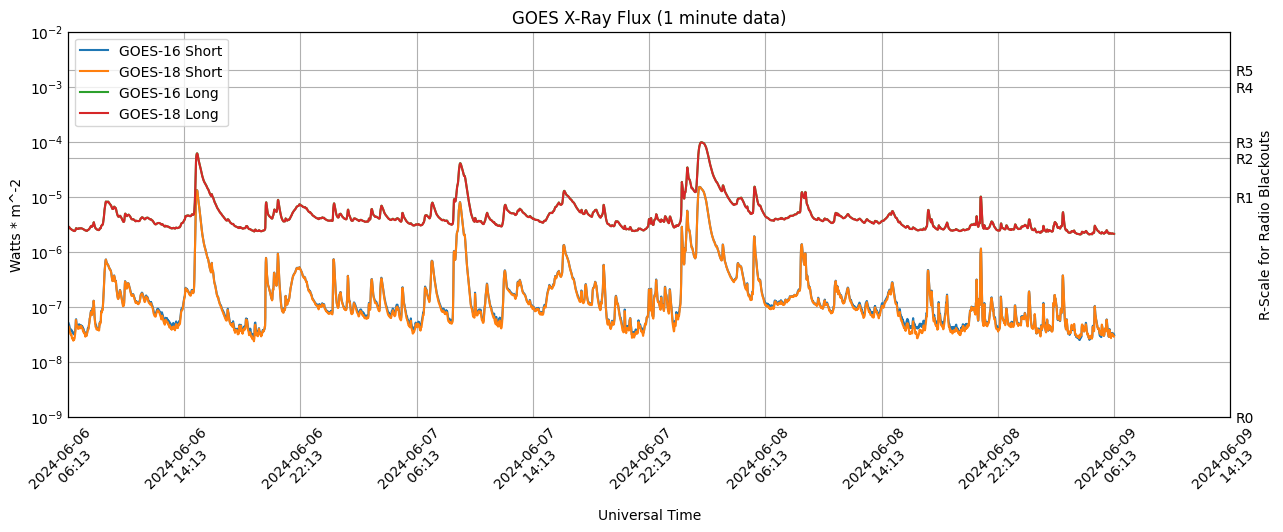 GOES X-Ray Flux (1 minute data)
GOES-16 Short
GOES-18 Short
GOES-16 Long
GOES-18 Long
Watts * m^-2
10⁻²
10⁻³
10⁻⁴
10⁻⁵
10⁻⁶
10⁻⁷
10⁻⁸
10⁻⁹
R5
R4
R3
R2
R1
R0
R-Scale for Radio Blackouts
2024-06-06
06:13
2024-06-06
14:13
2024-06-06
22:13
2024-06-07
06:13
2024-06-07
14:13
2024-06-07
22:13
2024-06-08
06:13
2024-06-08
14:13
2024-06-08
22:13
2024-06-09
06:13
2024-06-09
14:13
Universal Time